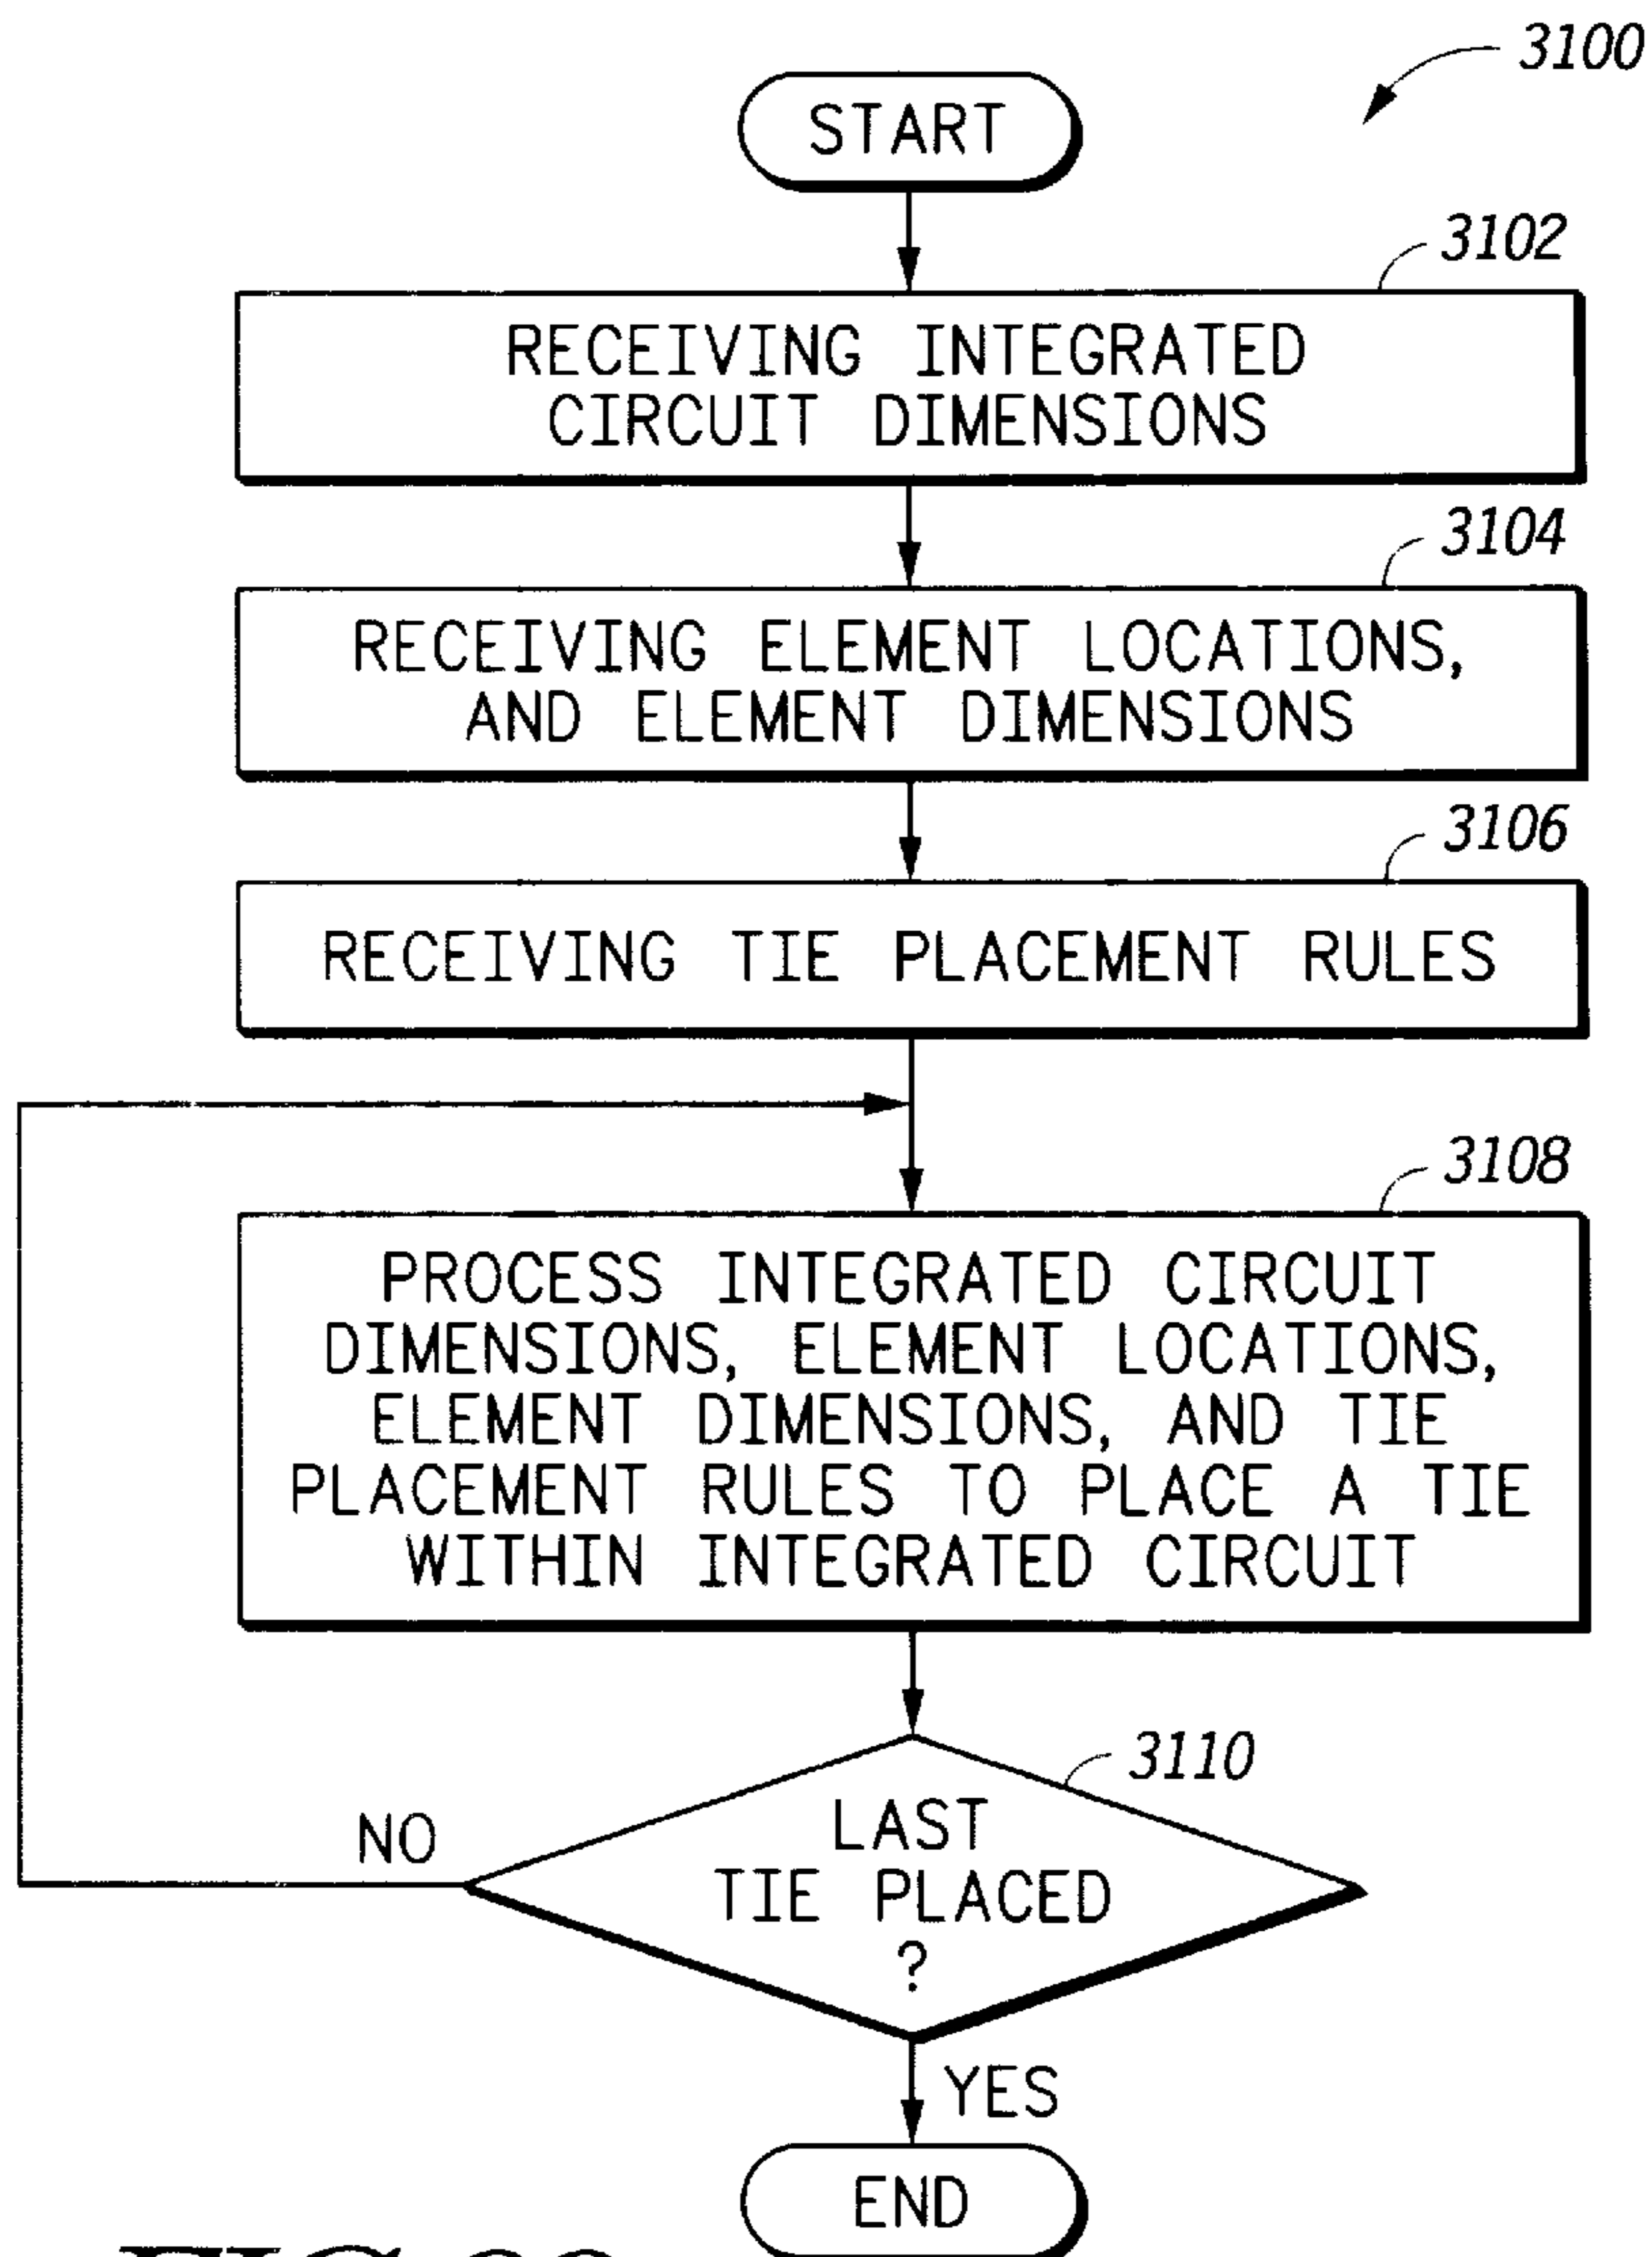 3100
START
3102
RECEIVING INTEGRATED
CIRCUIT DIMENSIONS
3104
RECEIVING ELEMENT LOCATIONS,
AND ELEMENT DIMENSIONS
3106
RECEIVING TIE PLACEMENT RULES
3108
PROCESS INTEGRATED CIRCUIT
DIMENSIONS, ELEMENT LOCATIONS,
ELEMENT DIMENSIONS, AND TIE
PLACEMENT RULES TO PLACE A TIE
WITHIN INTEGRATED CIRCUIT
3110
LAST
TIE PLACED
?
NO
YES
END